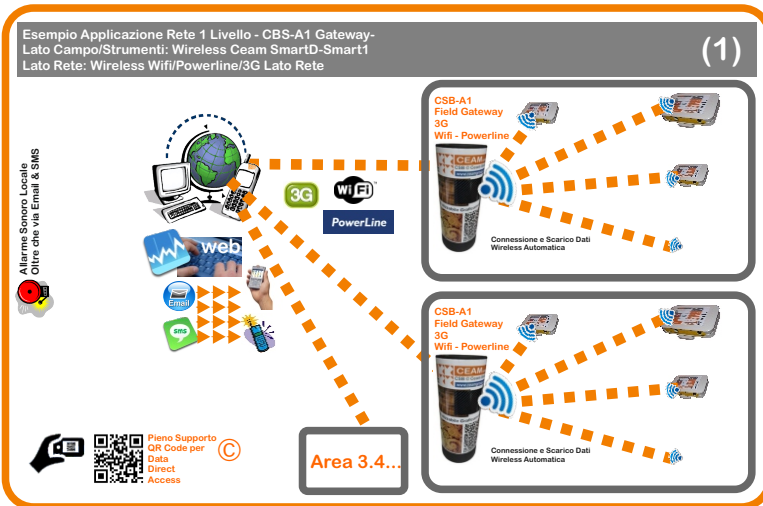 Esempio Applicazione Rete 1 Livello - CBS-A1 Gateway-
Lato Campo/Strumenti: Wireless Ceam SmartD-Smart1
Lato Rete: Wireless Wifi/Powerline/3G Lato Rete
(1)
Allarme Sonoro Locale
Oltre che via Email & SMS
3G
WiFi
PowerLine
web
Email
sms
CSB-A1
Field Gateway
3G
Wifi - Powerline
CEAM
Connessione e Scarico Dati
Wireless Automatica
CSB-A1
Field Gateway
3G
Wifi - Powerline
CEAM
Connessione e Scarico Dati
Wireless Automatica
Pieno Supporto
QR Code per
Data
Direct
Access
©
Area 3.4...